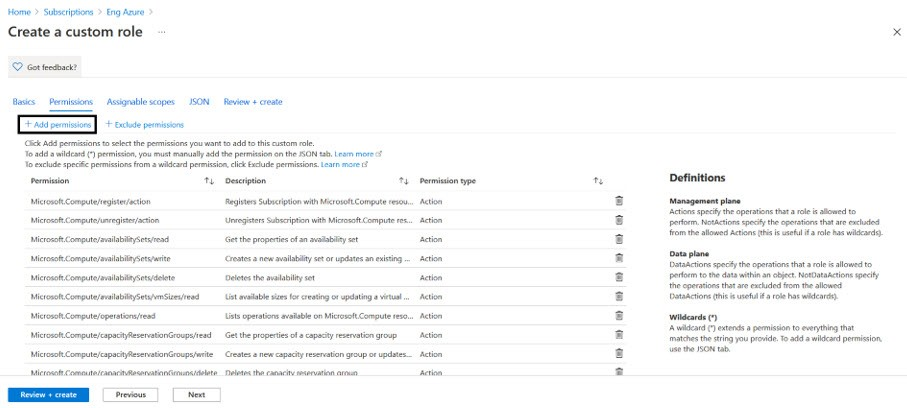 Home > Subscriptions > Eng Azure >
Create a custom role ...
Got feedback?
Basics Permissions Assignable scopes JSON Review + create
+ Add permissions + Exclude permissions
Click Add permissions to select the permissions you want to add to this custom role.
To add a wildcard (*) permission, you must manually add the permission on the JSON tab. Learn more
To exclude specific permissions from a wildcard permission, click Exclude permissions. Learn more
Permission Description Permission type
Microsoft.Compute/register/action Registers Subscription with Microsoft.Compute resou... Action
Microsoft.Compute/unregister/action Unregisters Subscription with Microsoft.Compute res... Action
Microsoft.Compute/availabilitySets/read Get the properties of an availability set Action
Microsoft.Compute/availabilitySets/write Creates a new availability set or updates an existing ... Action
Microsoft.Compute/availabilitySets/delete Deletes the availability set Action
Microsoft.Compute/availabilitySets/vmSizes/read List available sizes for creating or updating a virtual ... Action
Microsoft.Compute/operations/read Lists operations available on Microsoft.Compute reso... Action
Microsoft.Compute/capacityReservationGroups/read Get the properties of a capacity reservation group Action
Microsoft.Compute/capacityReservationGroups/write Creates a new capacity reservation group or updates... Action
Microsoft.Compute/capacityReservationGroups/delete Deletes the capacity reservation group Action
Definitions
Management plane
Actions specify the operations that a role is allowed to
perform. NotActions specify the operations that are excluded
from the allowed Actions (this is useful if a role has wildcards).
Data plane
DataActions specify the operations that a role is allowed to
perform to the data within an object. NotDataActions specify
the operations that are excluded from the allowed
DataActions (this is useful if a role has wildcards).
Wildcards (*)
A wildcard (*) extends a permission to everything that
matches the string you provide. To add a wildcard permission,
use the JSON tab.
Review + create Previous Next